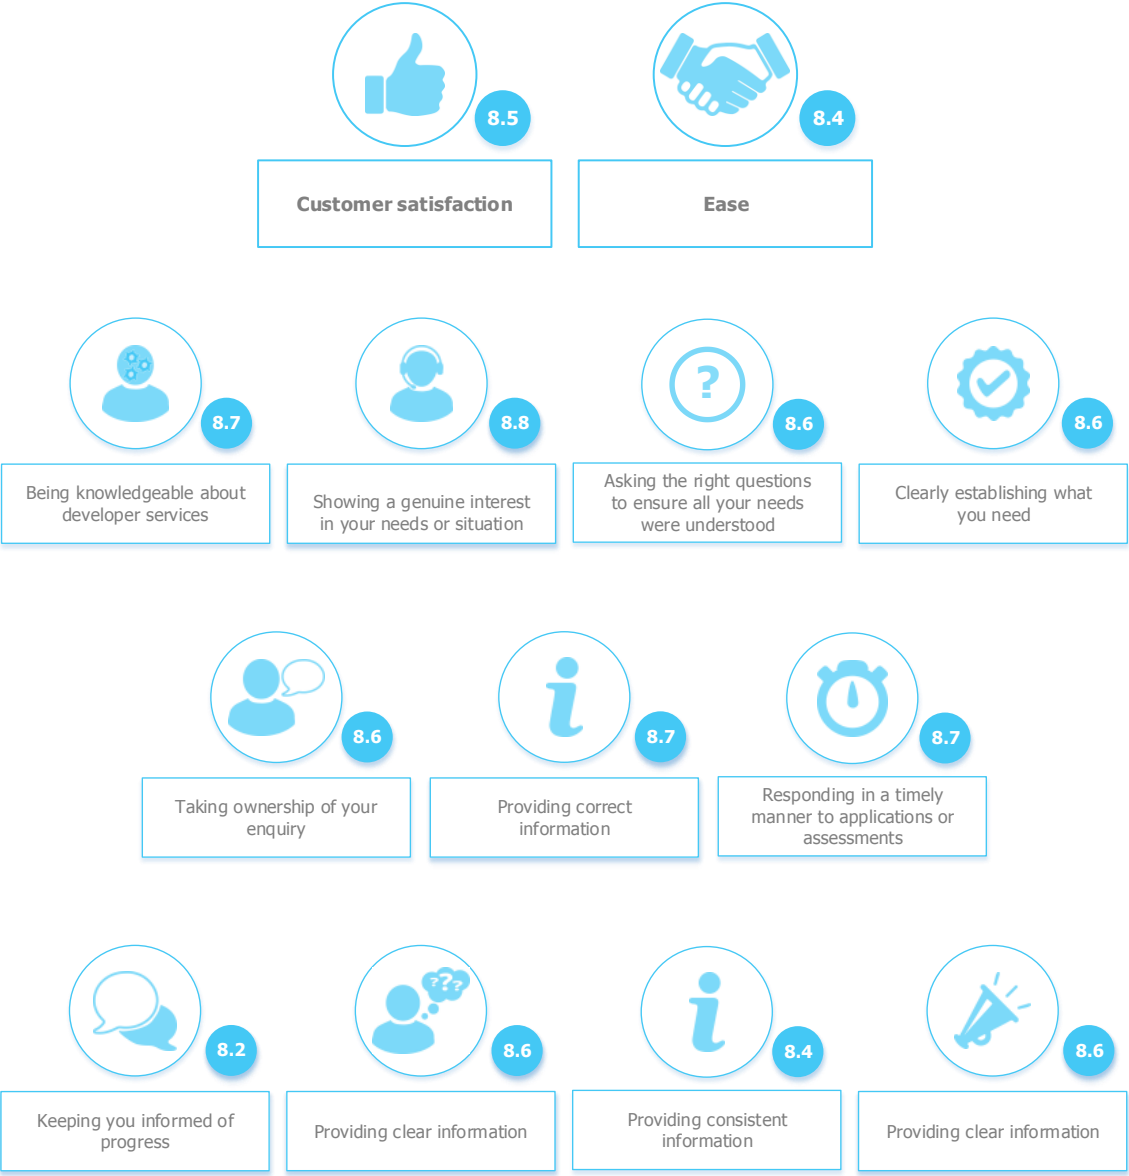 8.5
8.4
Customer satisfaction
Ease
?
8.7
8.8
8.6
8.6
Being knowledgeable about
developer services
Showing a genuine interest
in your needs or situation
Asking the right questions
to ensure all your needs
were understood
Clearly establishing what
you need
i
8.6
8.7
8.7
Taking ownership of your
enquiry
Providing correct
information
Responding in a timely
manner to applications or
assessments
???
i
8.2
8.6
8.4
8.6
Keeping you informed of
progress
Providing clear information
Providing consistent
information
Providing clear information